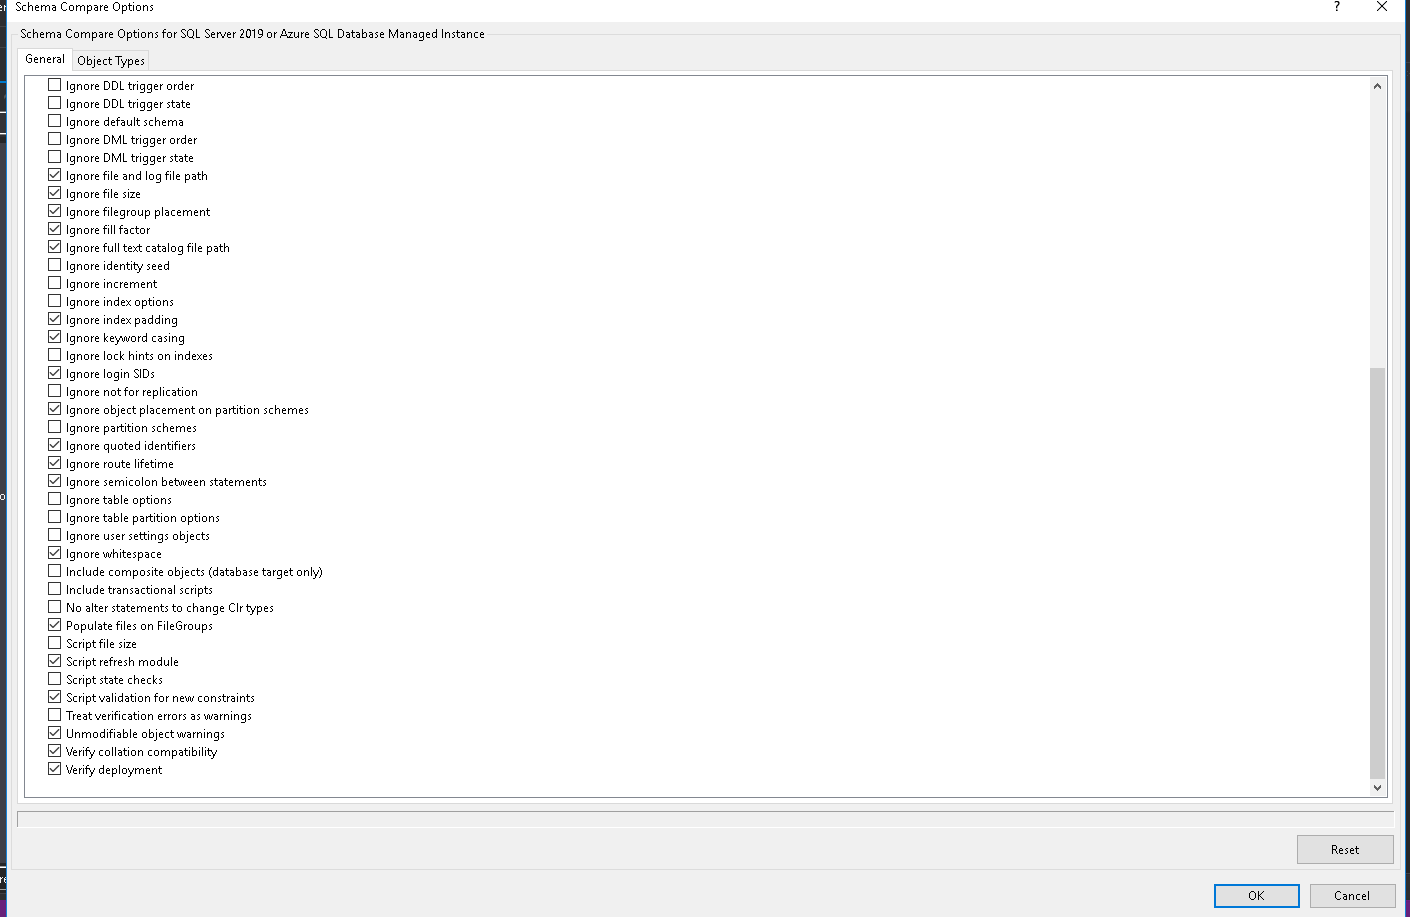 Schema Compare Options
?
Schema Compare Options for SQL Server 2019 or Azure SQL Database Managed Instance
General
Object Types
Ignore DDL trigger order
Ignore DDL trigger state
Ignore default schema
Ignore DML trigger order
Ignore DML trigger state
Ignore file and log file path
Ignore file size
Ignore filegroup placement
Ignore fill factor
Ignore full text catalog file path
Ignore identity seed
Ignore increment
Ignore index options
Ignore index padding
Ignore keyword casing
Ignore lock hints on indexes
Ignore login SIDs
Ignore not for replication
Ignore object placement on partition schemes
Ignore partition schemes
Ignore quoted identifiers
Ignore route lifetime
Ignore semicolon between statements
Ignore table options
Ignore table partition options
Ignore user settings objects
Ignore whitespace
Include composite objects (database target only)
Include transactional scripts
No alter statements to change Clr types
Populate files on FileGroups
Script file size
Script refresh module
Script state checks
Script validation for new constraints
Treat verification errors as warnings
Unmodifiable object warnings
Verify collation compatibility
Verify deployment
Reset
OK
Cancel